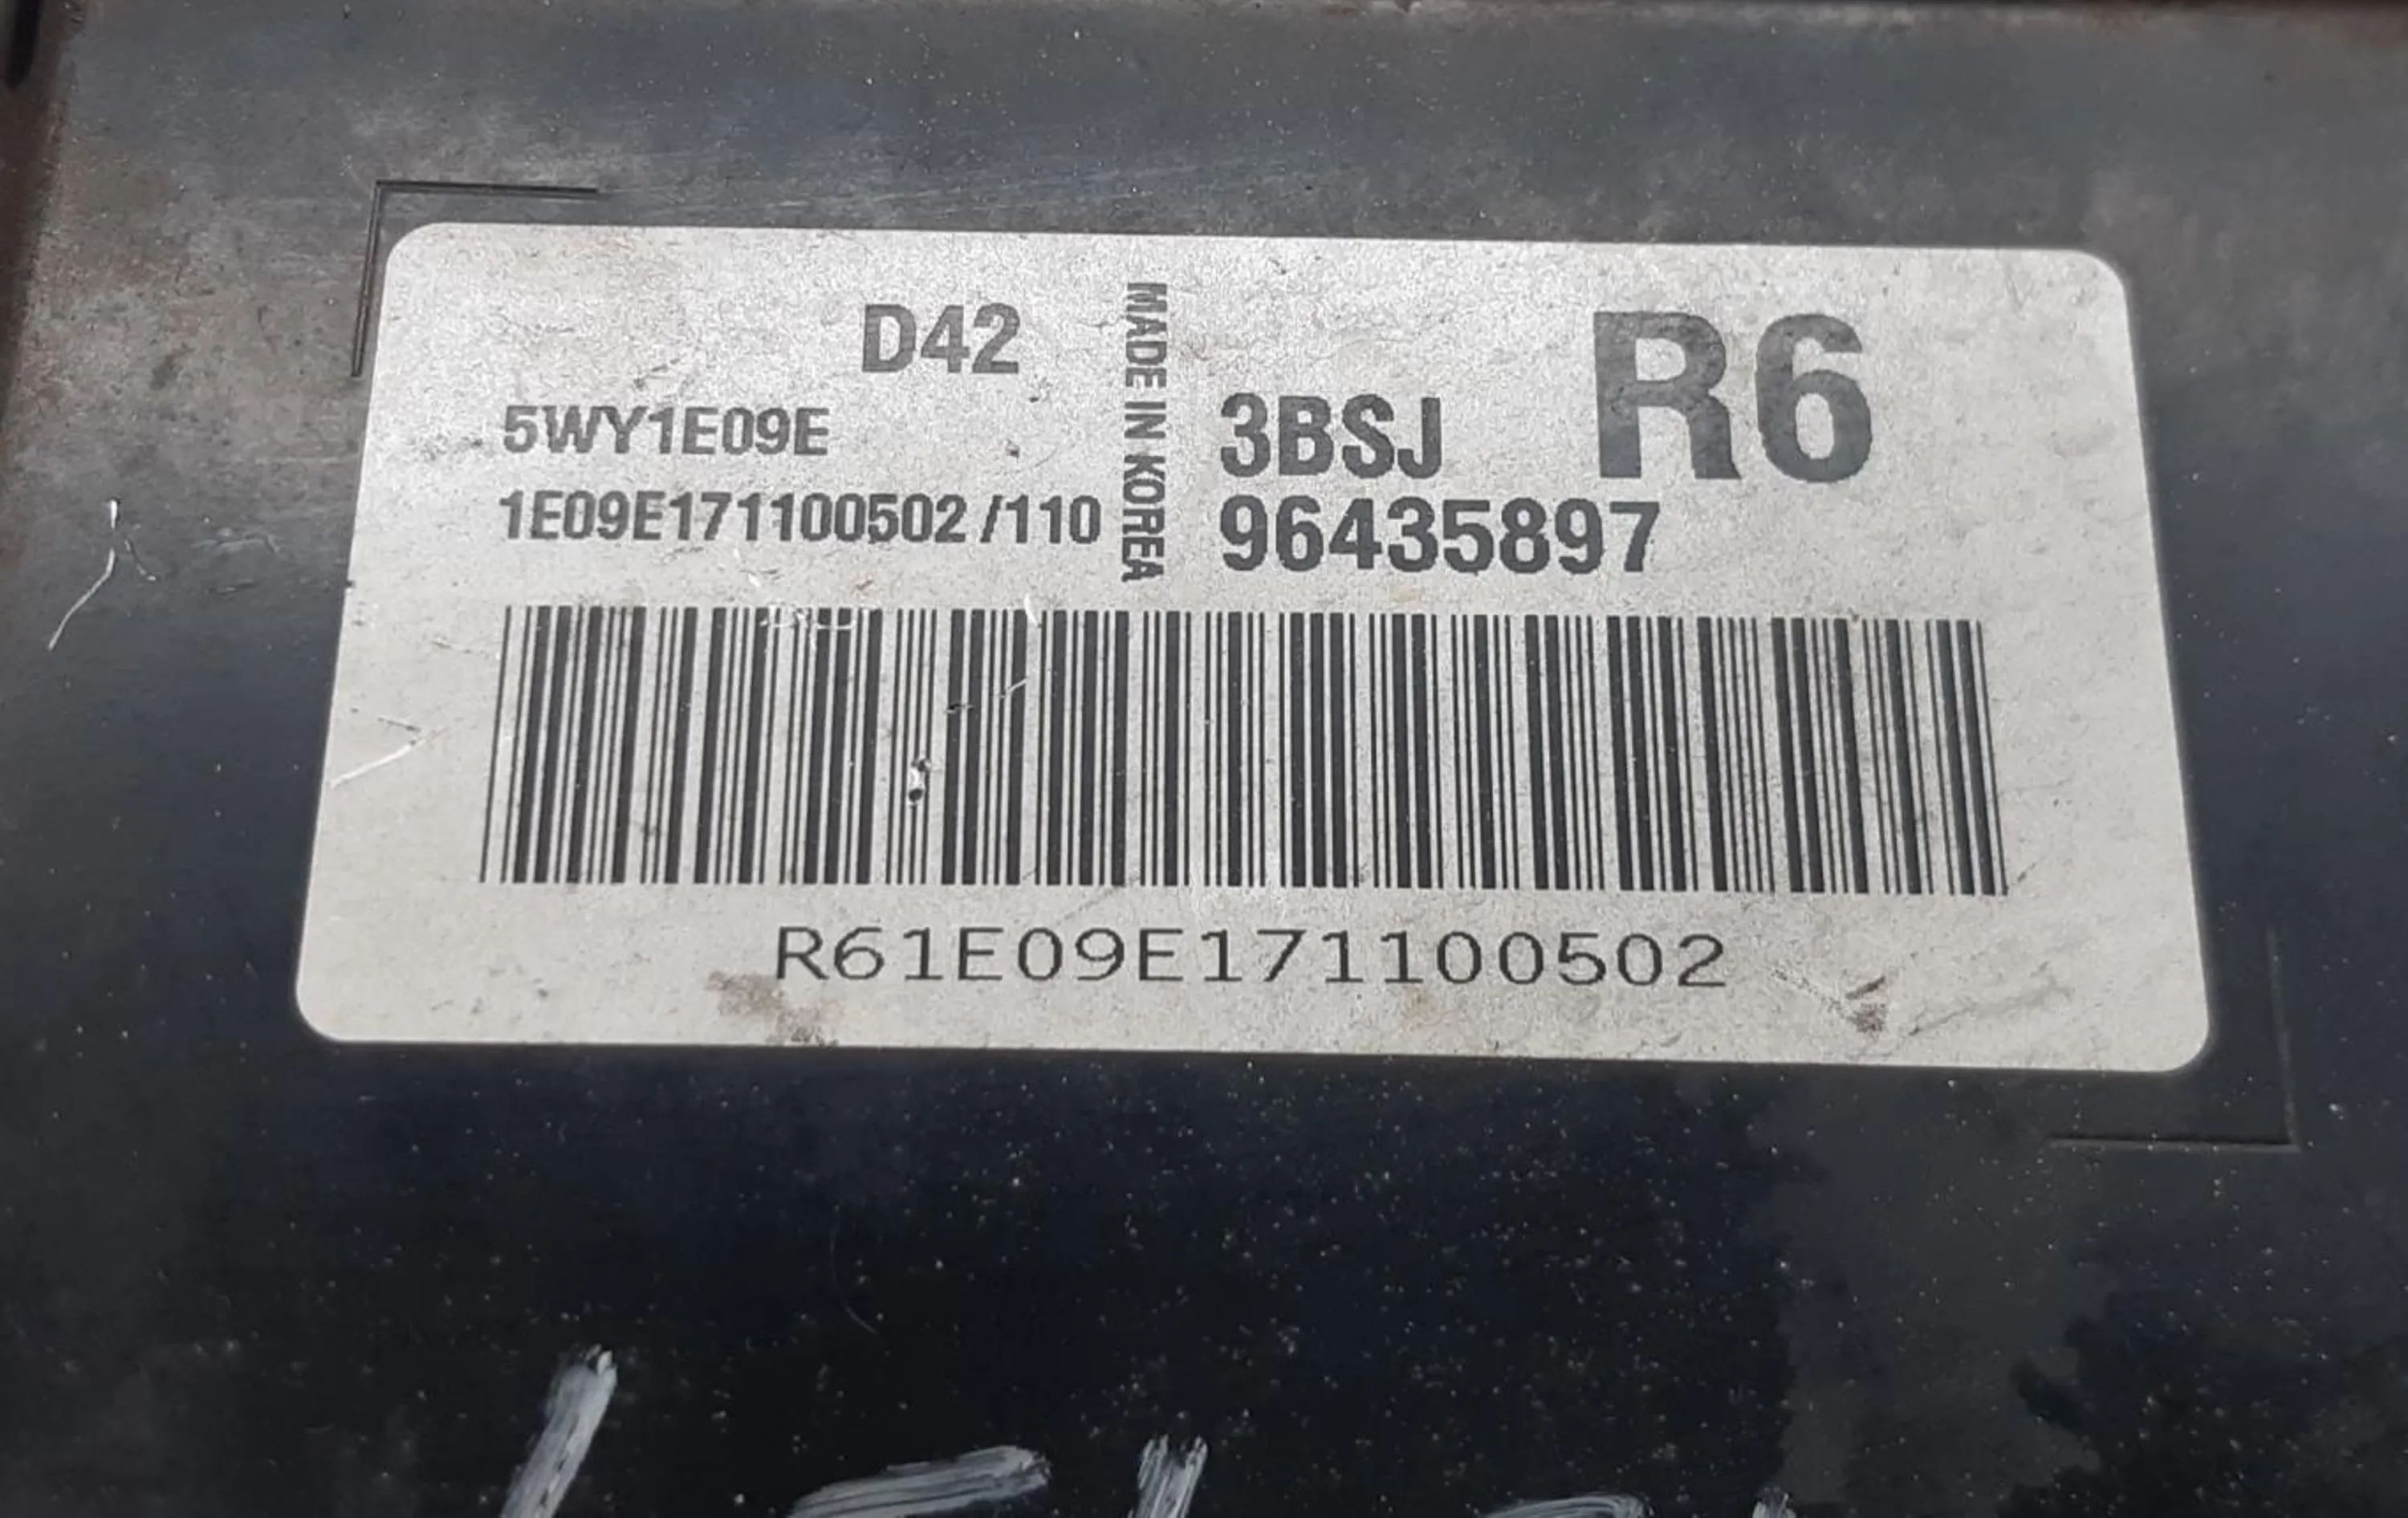 D42
5WY1E09E
1E09E171100502 /110
MADE IN KOREA
R6
3BSJ
96435897
R61E09E171100502